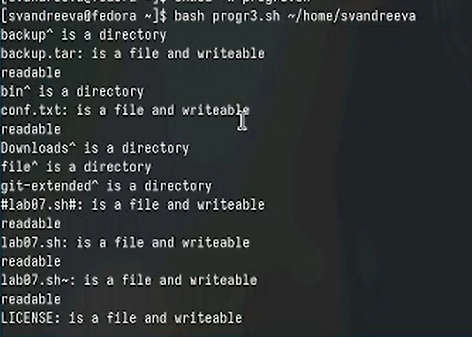 [svandreeva@fedora ~]$ bash progr3.sh ~/home/svandreeva
backup^ is a directory
backup.tar: is a file and writeable
readable
bin^ is a directory
conf.txt: is a file and writeable
readable
Downloads^ is a directory
file^ is a directory
git-extended^ is a directory
#lab07.sh#: is a file and writeable
readable
lab07.sh: is a file and writeable
readable
lab07.sh~: is a file and writeable
readable
LICENSE: is a file and writeable